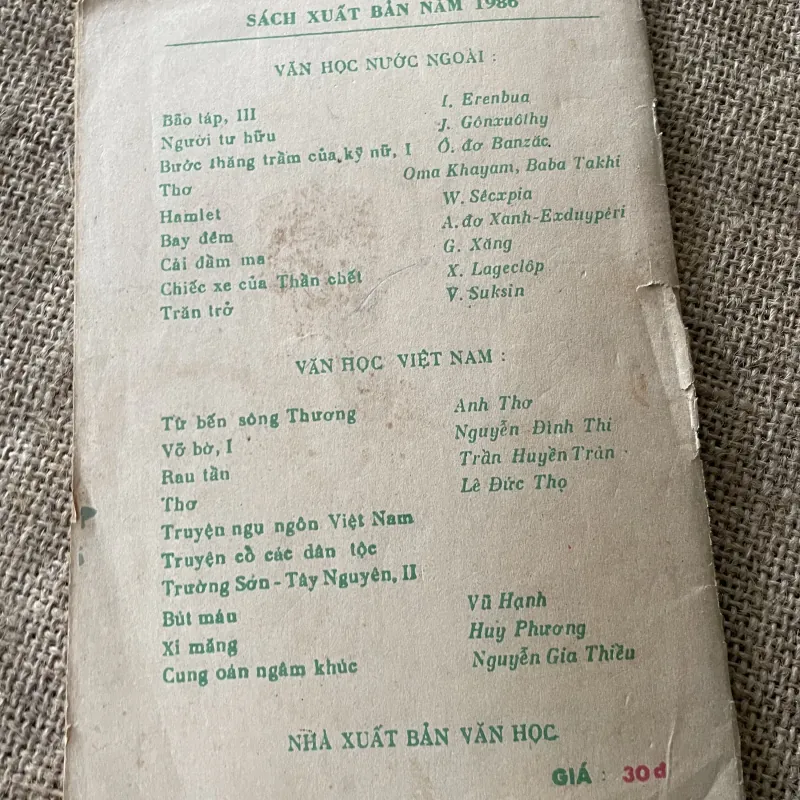 SÁCH XUẤT BẢN NĂM 1986
VĂN HỌC NƯỚC NGOÀI :
Bão táp, III I. Erenbua
Người tư hữu J. Gônxuôthy
Bước thăng trầm của kỹ nữ, I Ô. đơ Banzăc.
Thơ Oma Khayam, Baba Takhi
Hamlet W. Sêcxpia
Bay đêm A. đơ Xanh-Exduypêri
Cái đầm ma G. Xăng
Chiếc xe của Thần chết X. Lageclôp
Trăn trở V. Suksin
VĂN HỌC VIỆT NAM :
Từ bến sông Thương Anh Thơ
Vỡ bờ, I Nguyễn Đình Thi
Rau tần Trần Huyền Trân
Thơ Lê Đức Thọ
Truyện ngụ ngôn Việt Nam
Truyện cổ các dân tộc
Trường Sơn - Tây Nguyên, II
Bút máu Vũ Hạnh
Xi măng Huy Phương
Cung oán ngâm khúc Nguyễn Gia Thiều
NHÀ XUẤT BẢN VĂN HỌC
GIÁ : 30đ